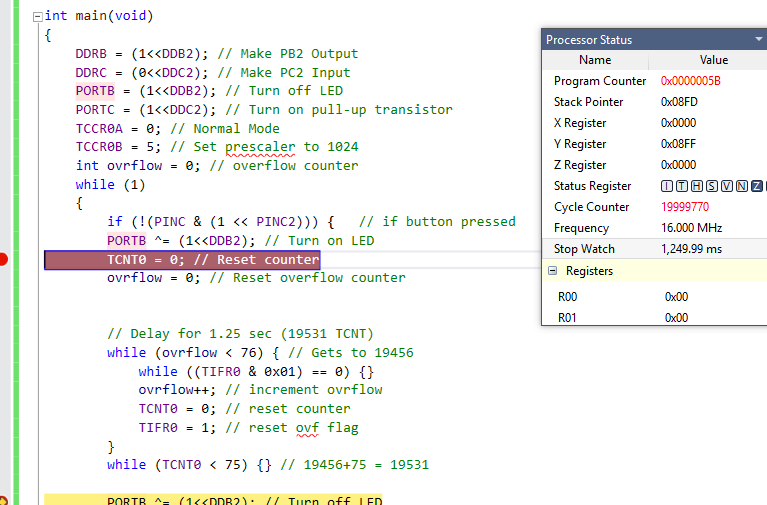 int main(void)
{
DDRB = (1<<DDB2); // Make PB2 Output
DDRC = (0<<DDC2); // Make PC2 Input
PORTB = (1<<DDB2); // Turn off LED
PORTC = (1<<DDC2); // Turn on pull-up transistor
TCCR0A = 0; // Normal Mode
TCCR0B = 5; // Set prescaler to 1024
int ovrflow = 0; // overflow counter
while (1)
{
if (!(PINC & (1 << PINC2))) { // if button pressed
PORTB ^= (1<<DDB2); // Turn on LED
TCNT0 = 0; // Reset counter
ovrflow = 0; // Reset overflow counter
// Delay for 1.25 sec (19531 TCNT)
while (ovrflow < 76) { // Gets to 19456
while ((TIFR0 & 0x01) == 0) {}
ovrflow++; // increment ovrflow
TCNT0 = 0; // reset counter
TIFR0 = 1; // reset ovf flag
}
while (TCNT0 < 75) {} // 19456+75 = 19531
PORTB ^= (1<<DDB2); // Turn off LED
Processor Status
Name Value
Program Counter 0x0000005B
Stack Pointer 0x08FD
X Register 0x0000
Y Register 0x08FF
Z Register 0x0000
Status Register I T H S V N Z
Cycle Counter 19999770
Frequency 16.000 MHz
Stop Watch 1,249.99 ms
Registers
R00 0x00
R01 0x00